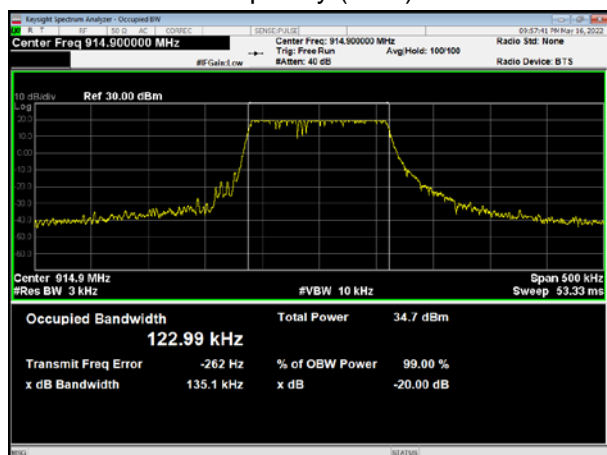 Keysight Spectrum Analyzer - Occupied BW
R T RF 50 Ω AC CORREC SENSE:PULSE 09:57:41 PM May 16, 2022
Center Freq 914.900000 MHz Center Freq: 914.900000 MHz Radio Std: None
Trig: Free Run Avg|Hold: 100/100
#IFGain:Low #Atten: 40 dB Radio Device: BTS
10 dB/div Ref 30.00 dBm
Log
20.0
10.0
0.00
10.0
20.0
30.0
40.0
50.0
60.0
Center 914.9 MHz Span 500 kHz
#Res BW 3 kHz #VBW 10 kHz Sweep 53.33 ms
Occupied Bandwidth Total Power 34.7 dBm
122.99 kHz
Transmit Freq Error -262 Hz % of OBW Power 99.00 %
x dB Bandwidth 135.1 kHz x dB -20.00 dB
MSG STATUS